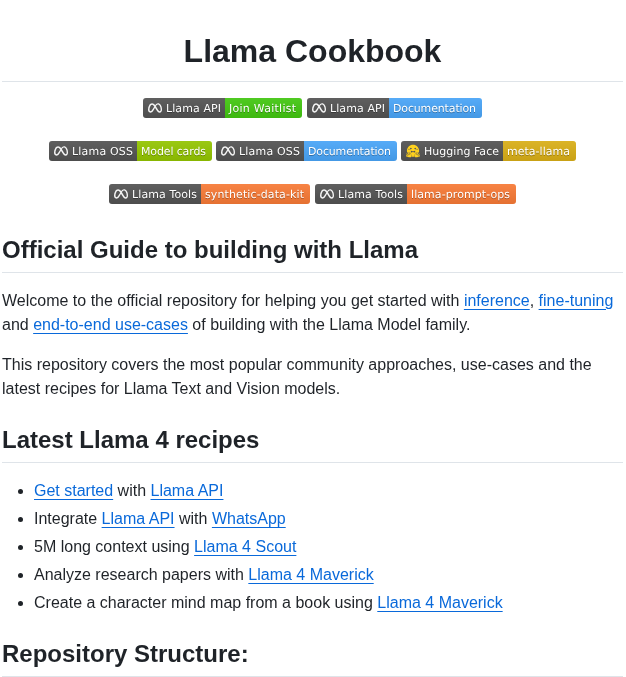 Llama Cookbook
Llama API Join Waitlist Llama API Documentation
Llama OSS Model cards Llama OSS Documentation Hugging Face meta-llama
Llama Tools synthetic-data-kit Llama Tools llama-prompt-ops
Official Guide to building with Llama
Welcome to the official repository for helping you get started with inference, fine-tuning
and end-to-end use-cases of building with the Llama Model family.
This repository covers the most popular community approaches, use-cases and the
latest recipes for Llama Text and Vision models.
Latest Llama 4 recipes
Get started with Llama API
Integrate Llama API with WhatsApp
5M long context using Llama 4 Scout
Analyze research papers with Llama 4 Maverick
Create a character mind map from a book using Llama 4 Maverick
Repository Structure: